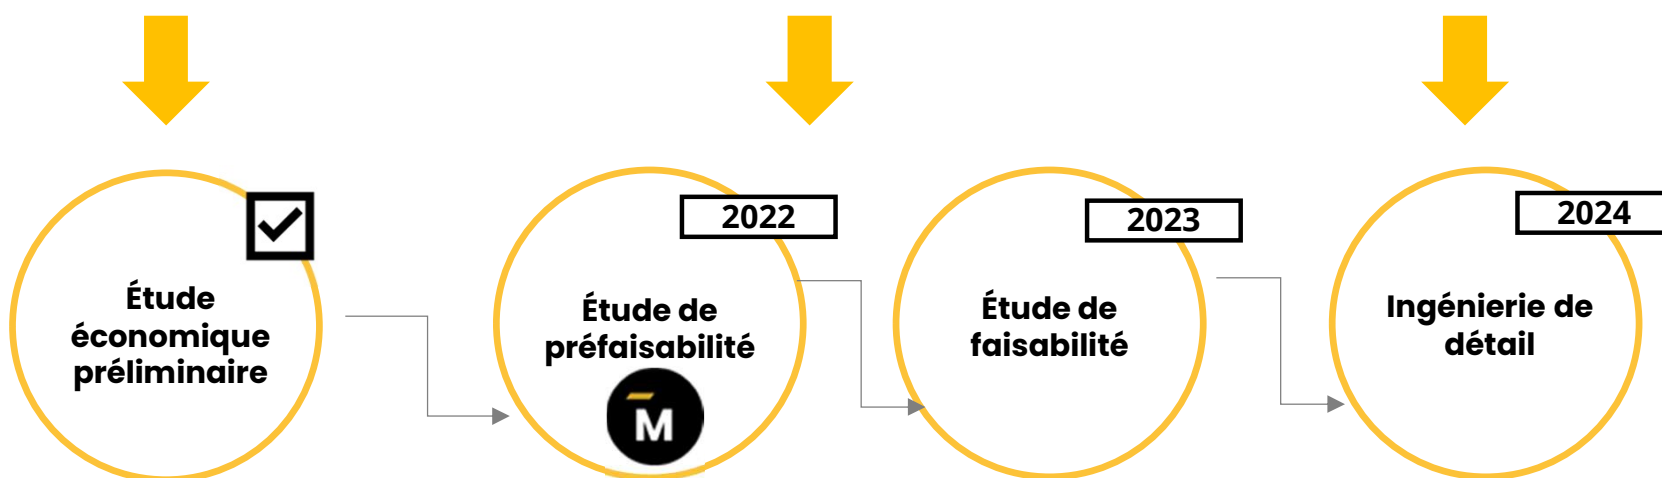 Étude
économique
préliminaire
2022
Étude de
préfaisabilité
M
2023
Étude de
faisabilité
2024
Ingénierie de
détail